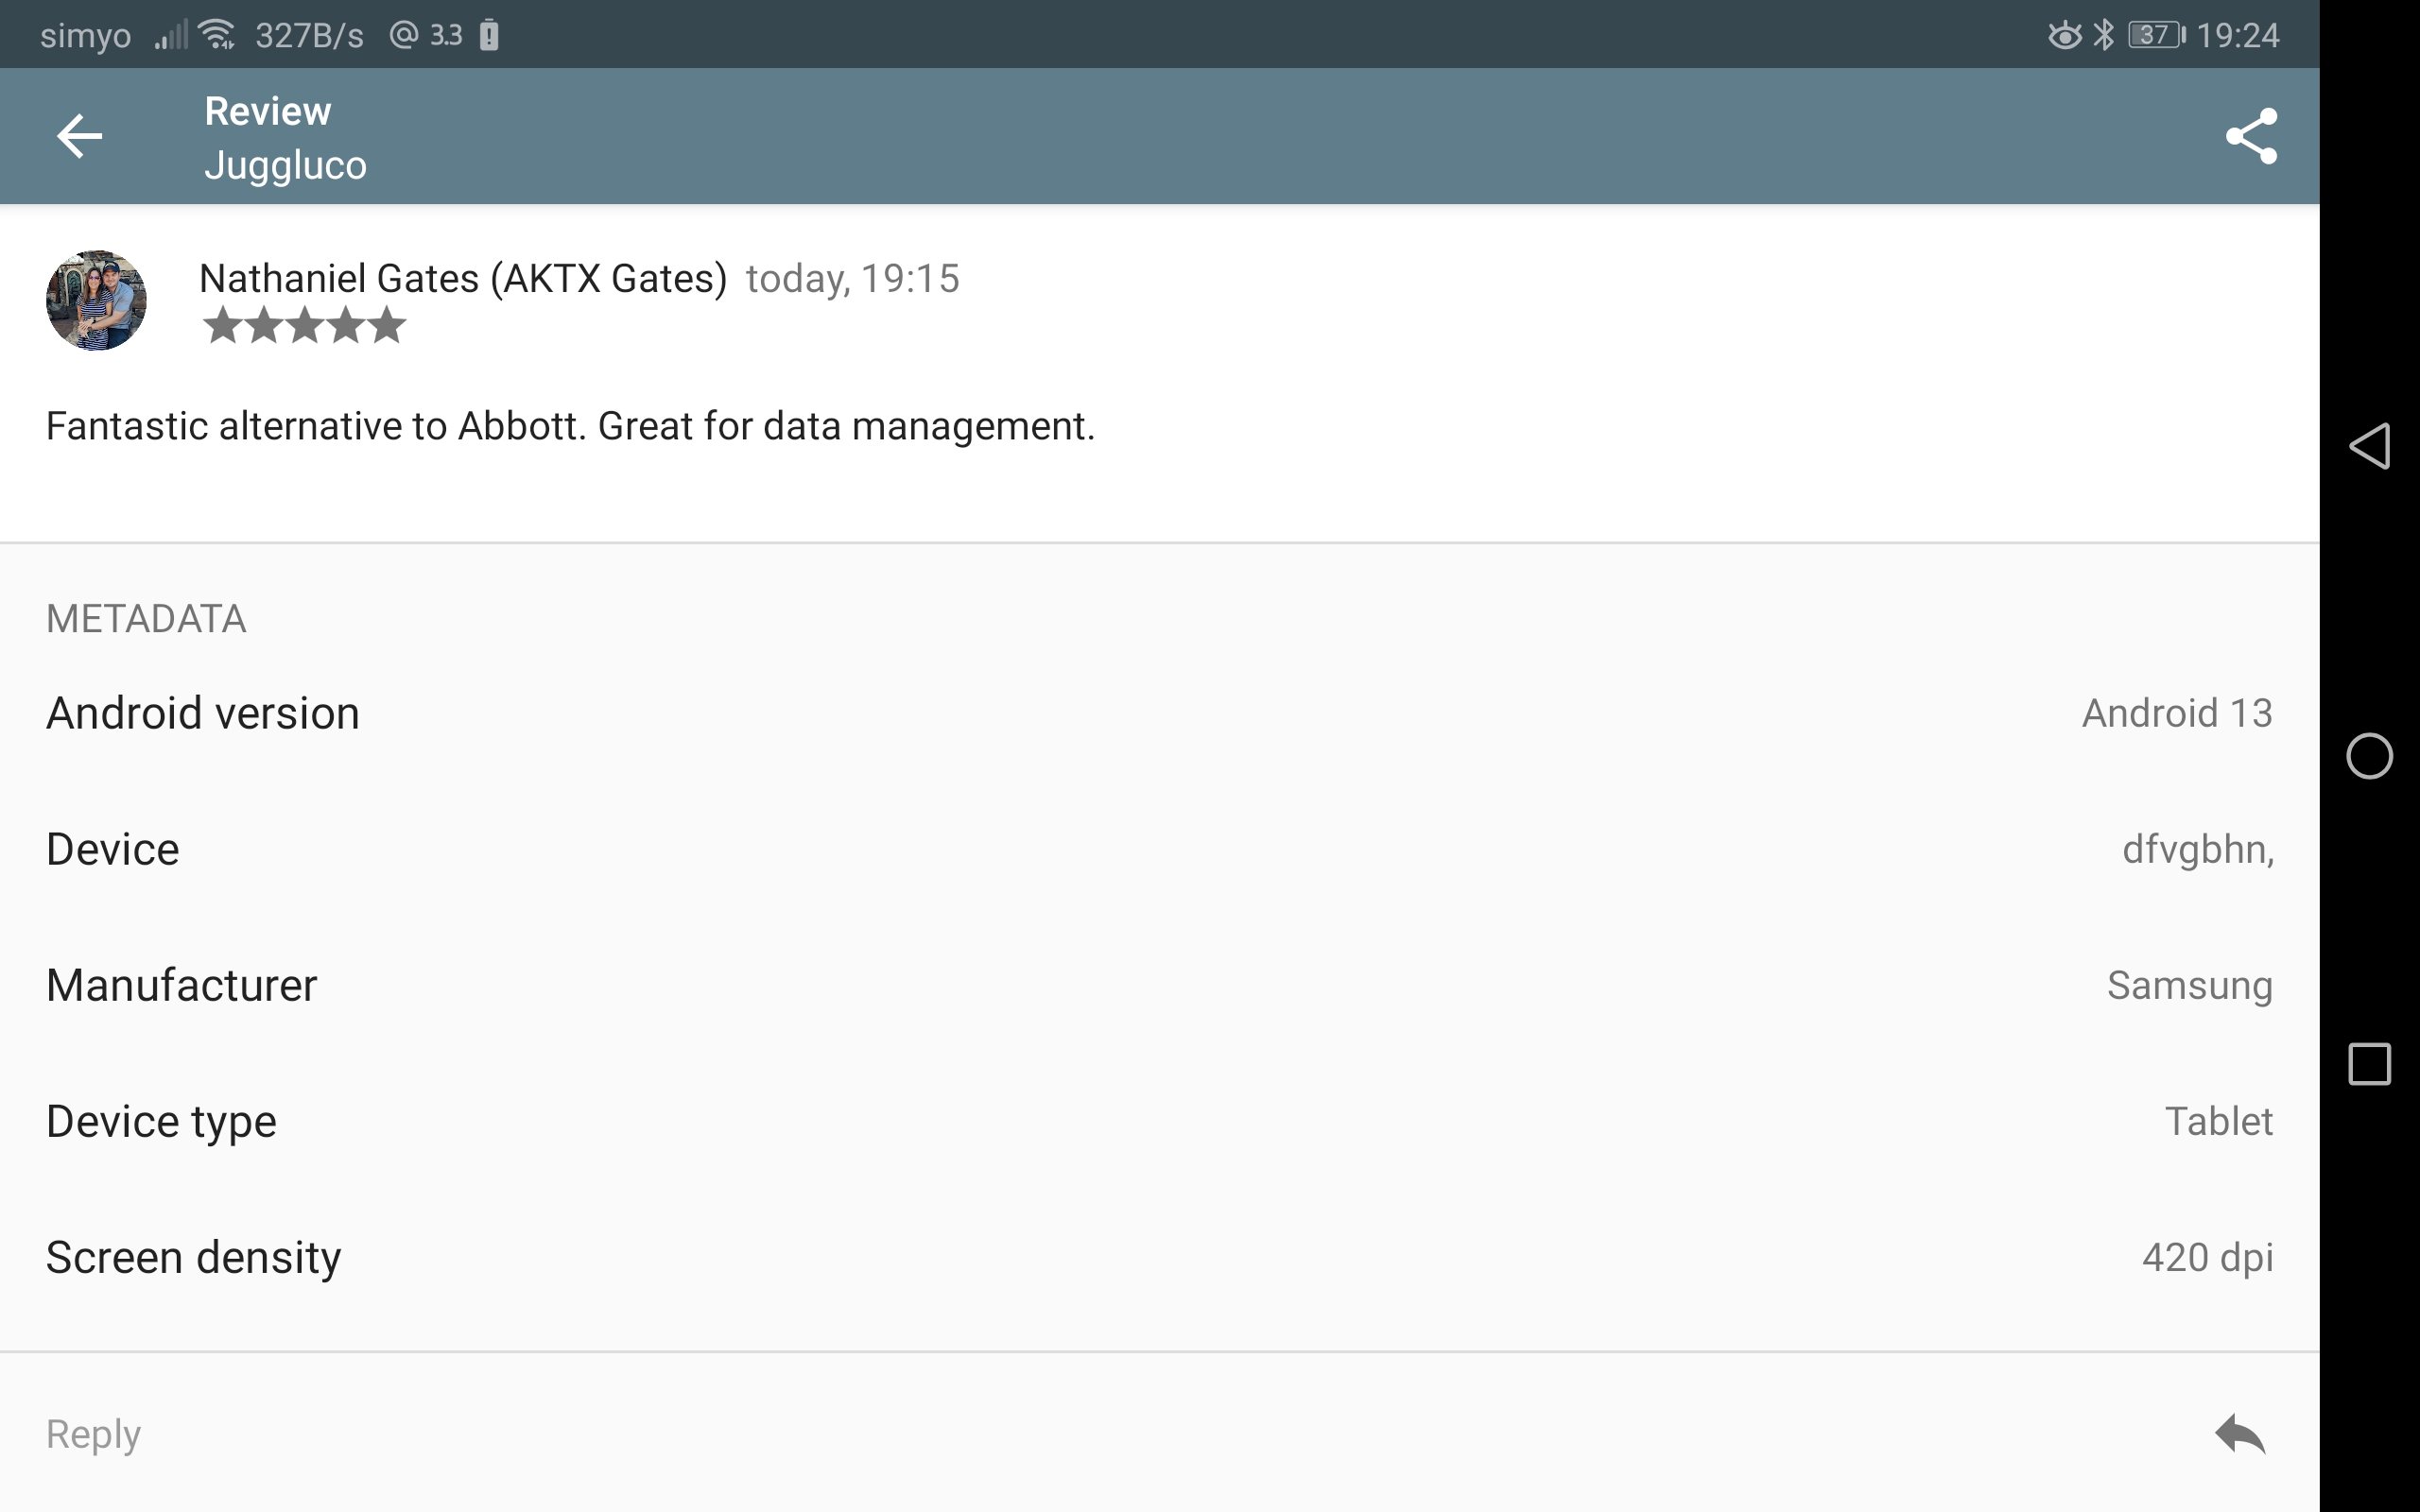 simyo 327B/s @ 3.3 37 19:24
Review
Juggluco
Nathaniel Gates (AKTX Gates) today, 19:15
Fantastic alternative to Abbott. Great for data management.
METADATA
Android version Android 13
Device dfvgbhn,
Manufacturer Samsung
Device type Tablet
Screen density 420 dpi
Reply